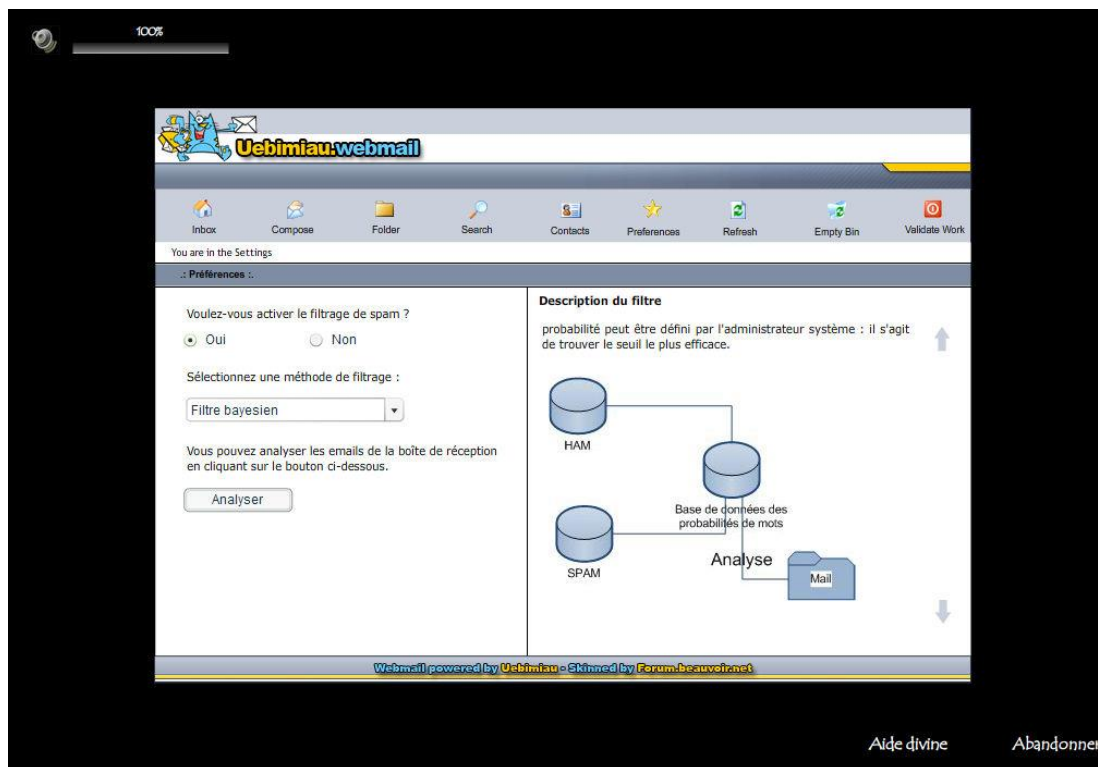 100%
Uebimiau.webmail
Inbox
Compose
Folder
Search
Contacts
Preferences
Refresh
Empty Bin
Validate Work
You are in the Settings
.: Préférences :.
Voulez-vous activer le filtrage de spam ?
Oui
Non
Sélectionnez une méthode de filtrage :
Filtre bayesien
Vous pouvez analyser les emails de la boîte de réception
en cliquant sur le bouton ci-dessous.
Analyser
Description du filtre
probabilité peut être défini par l'administrateur système : il s'agit
de trouver le seuil le plus efficace.
HAM
Base de données des
probabilités de mots
SPAM
Analyse
Mail
Webmail powered by Uebimiau - Skinned by Forum.beauvoir.net
Aide divine
Abandonner